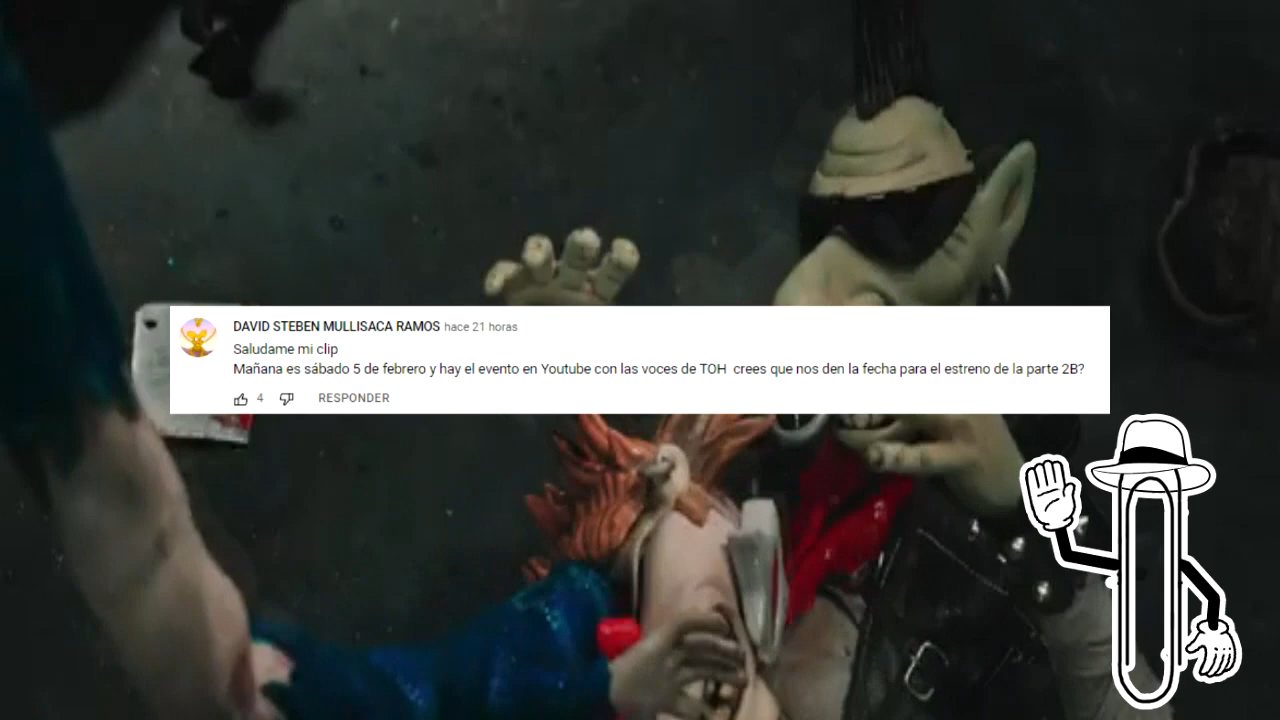 DAVID STEBEN MULLISACA RAMOS hace 21 horas
Saludame mi clip
Mañana es sábado 5 de febrero y hay el evento en Youtube con las voces de TOH crees que nos den la fecha para el estreno de la parte 2B?
4 RESPONDER